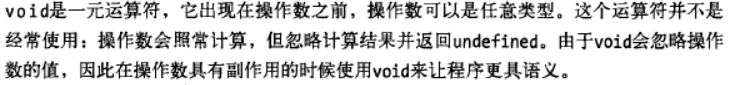 void是一元运算符，它出现在操作数之前，操作数可以是任意类型。这个运算符并不是
经常使用：操作数会照常计算，但忽略计算结果并返回undefined。由于void会忽略操作
数的值，因此在操作数具有副作用的时候使用void来让程序更具语义。